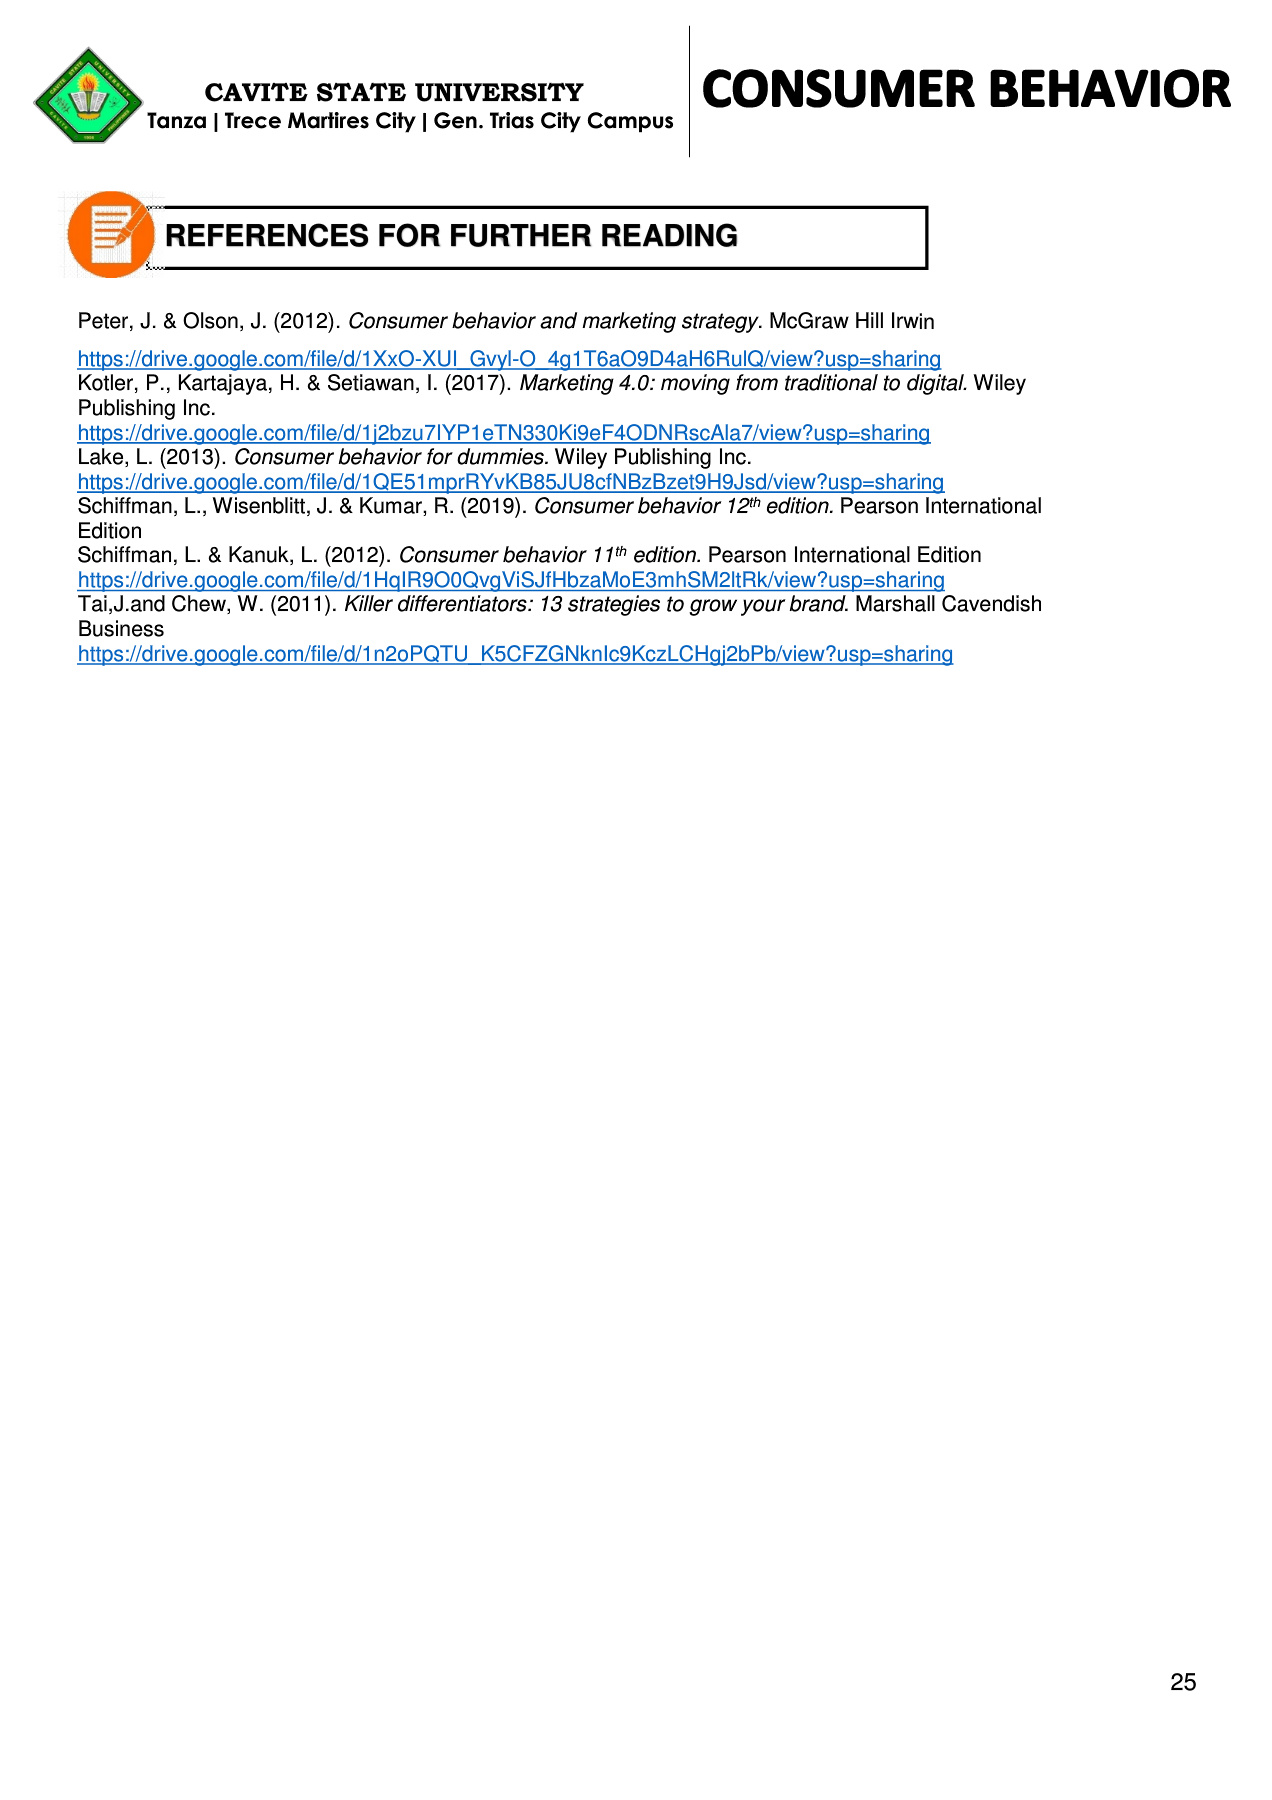 CAVITE STATE UNIVERSITY
Tanza | Trece Martires City | Gen. Trias City Campus
CONSUMER BEHAVIOR
REFERENCES FOR FURTHER READING
Peter, J. & Olson, J. (2012). Consumer behavior and marketing strategy. McGraw Hill Irwin
https://drive.google.com/file/d/1XxO-XUI_Gvyl-O_4g1T6aO9D4aH6RulQ/view?usp=sharing
Kotler, P., Kartajaya, H. & Setiawan, I. (2017). Marketing 4.0: moving from traditional to digital. Wiley
Publishing Inc.
https://drive.google.com/file/d/1j2bzu7IYP1eTN330Ki9eF4ODNRscAla7/view?usp=sharing
Lake, L. (2013). Consumer behavior for dummies. Wiley Publishing Inc.
https://drive.google.com/file/d/1QE51mprRYvKB85JU8cfNBzBzet9H9Jsd/view?usp=sharing
Schiffman, L., Wisenblitt, J. & Kumar, R. (2019). Consumer behavior 12th edition. Pearson International
Edition
Schiffman, L. & Kanuk, L. (2012). Consumer behavior 11th edition. Pearson International Edition
https://drive.google.com/file/d/1HqIR9O0QvgViSJfHbzaMoE3mhSM2ltRk/view?usp=sharing
Tai,J.and Chew, W. (2011). Killer differentiators: 13 strategies to grow your brand. Marshall Cavendish
Business
https://drive.google.com/file/d/1n2oPQTU_K5CFZGNknIc9KczLCHgj2bPb/view?usp=sharing
25